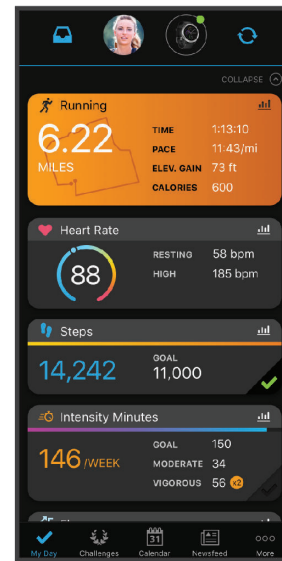 COLLAPSE
Running
6.22
MILES
TIME 1:13:10
PACE 11:43/mi
ELEV. GAIN 73 ft
CALORIES 600
Heart Rate
88
RESTING 58 bpm
HIGH 185 bpm
Steps
14,242
GOAL
11,000
Intensity Minutes
146 /WEEK
GOAL 150
MODERATE 34
VIGOROUS 56 x2
31
My Day Challenges Calendar Newsfeed More